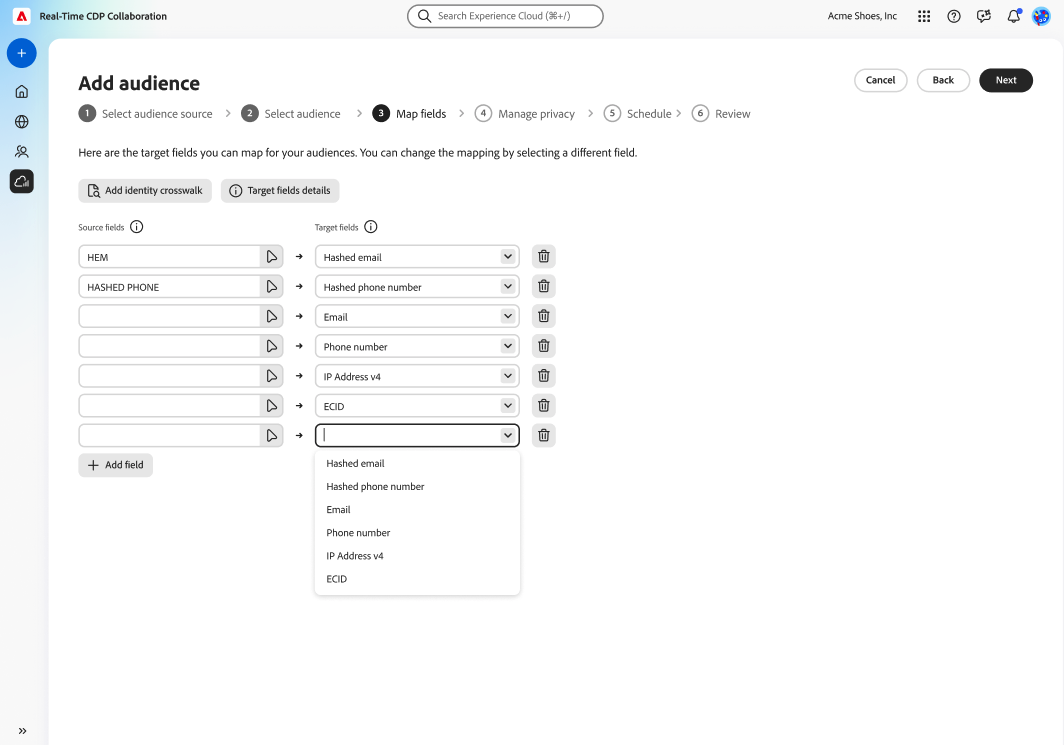 Real-Time CDP Collaboration
Search Experience Cloud (⌘+/)
Acme Shoes, Inc
Add audience
Cancel
Back
Next
1 Select audience source
2 Select audience
3 Map fields
4 Manage privacy
5 Schedule
6 Review
Here are the target fields you can map for your audiences. You can change the mapping by selecting a different field.
Add identity crosswalk
Target fields details
Source fields
Target fields
HEM
Hashed email
HASHED PHONE
Hashed phone number
Email
Phone number
IP Address v4
ECID
Add field
Hashed email
Hashed phone number
Email
Phone number
IP Address v4
ECID